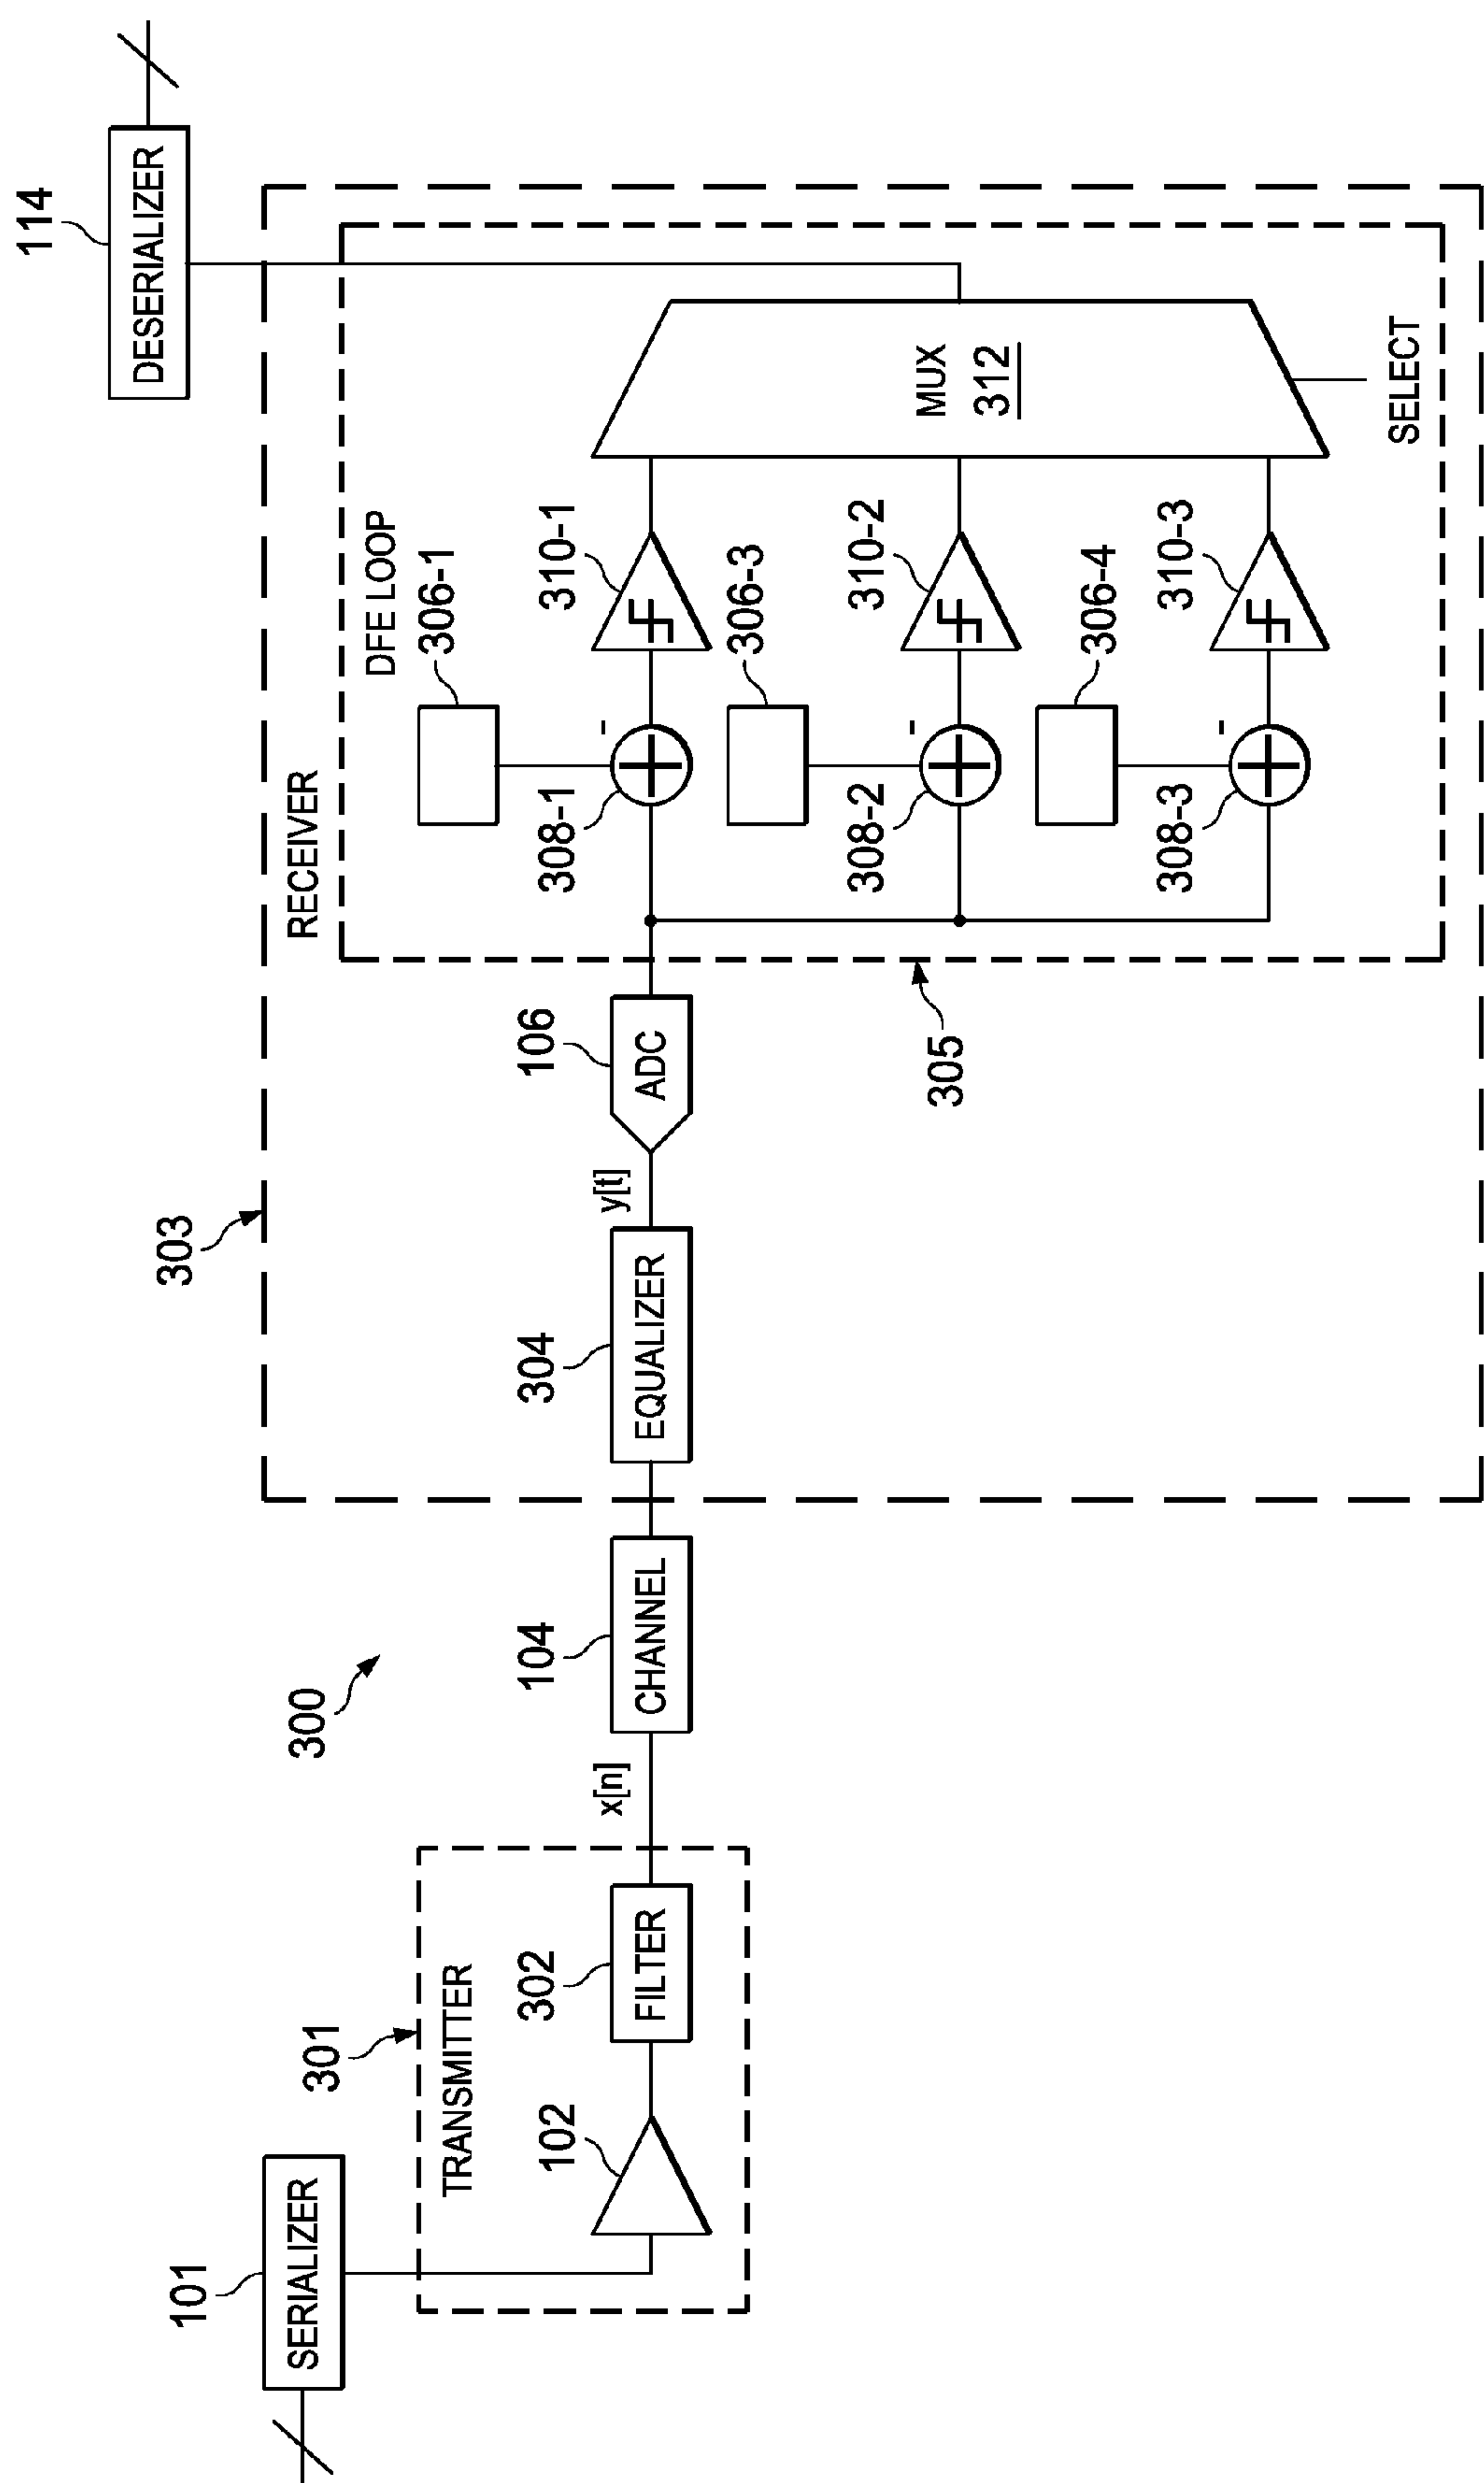 101
SERIALIZER
301
TRANSMITTER
102
302
FILTER
x[n]
300
104
CHANNEL
303
RECEIVER
304
EQUALIZER
y[t]
106
ADC
305
DFE LOOP
306-1
308-1
-
310-1
306-3
308-2
-
310-2
306-4
308-3
-
310-3
MUX
312
SELECT
114
DESERIALIZER